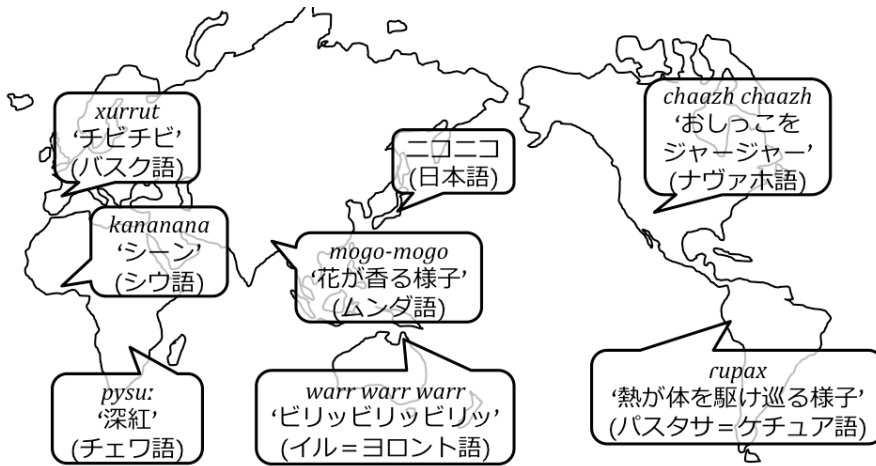 xurrut
‘チビチビ’
(バスク語)
ニコニコ
(日本語)
chaazh chaazh
‘おしっこを
ジャージャー’
(ナヴァホ語)
kananana
‘シーン’
(シウ語)
mogo-mogo
‘花が香る様子’
(ムンダ語)
pysuː
‘深紅’
(チェワ語)
warr warr warr
‘ビリッビリッビリッ’
(イル＝ヨロント語)
ɾupax
‘熱が体を駆け巡る様子’
(パスタサ＝ケチュア語)